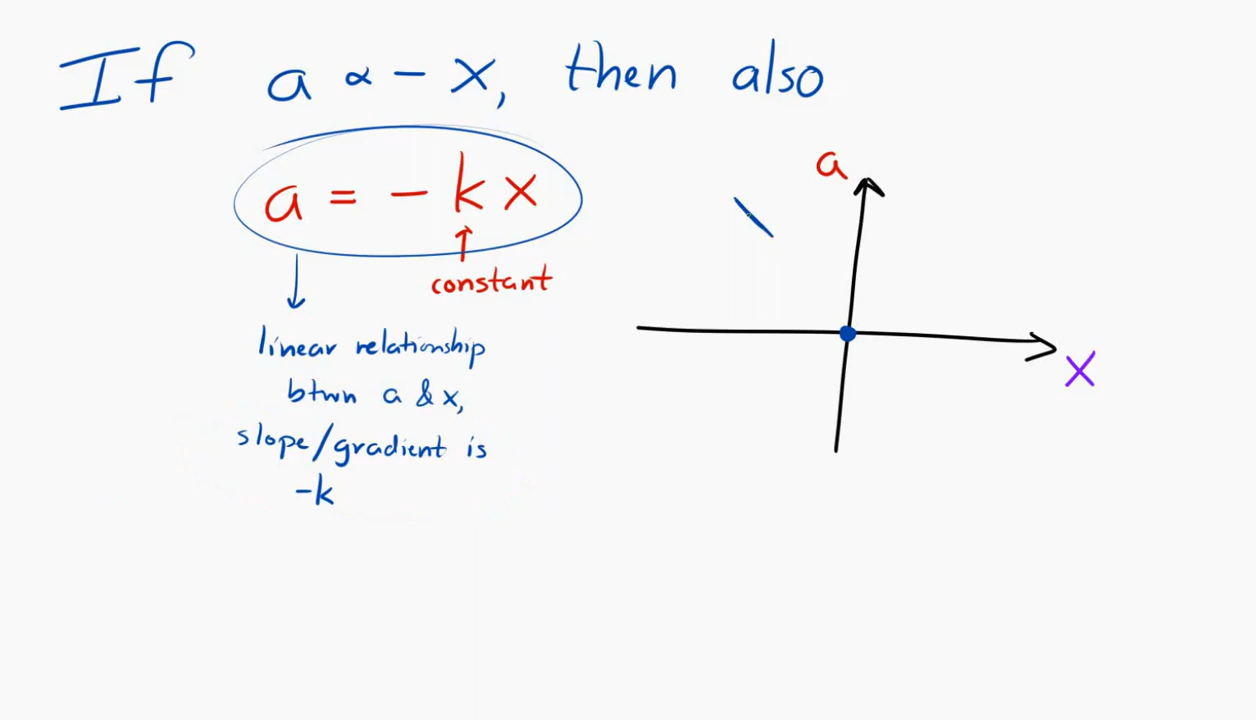 If a ∝ - x, then also
a = - k x
↑
constant
↓
linear relationship
btwn a & x,
slope/gradient is
-k
a
x